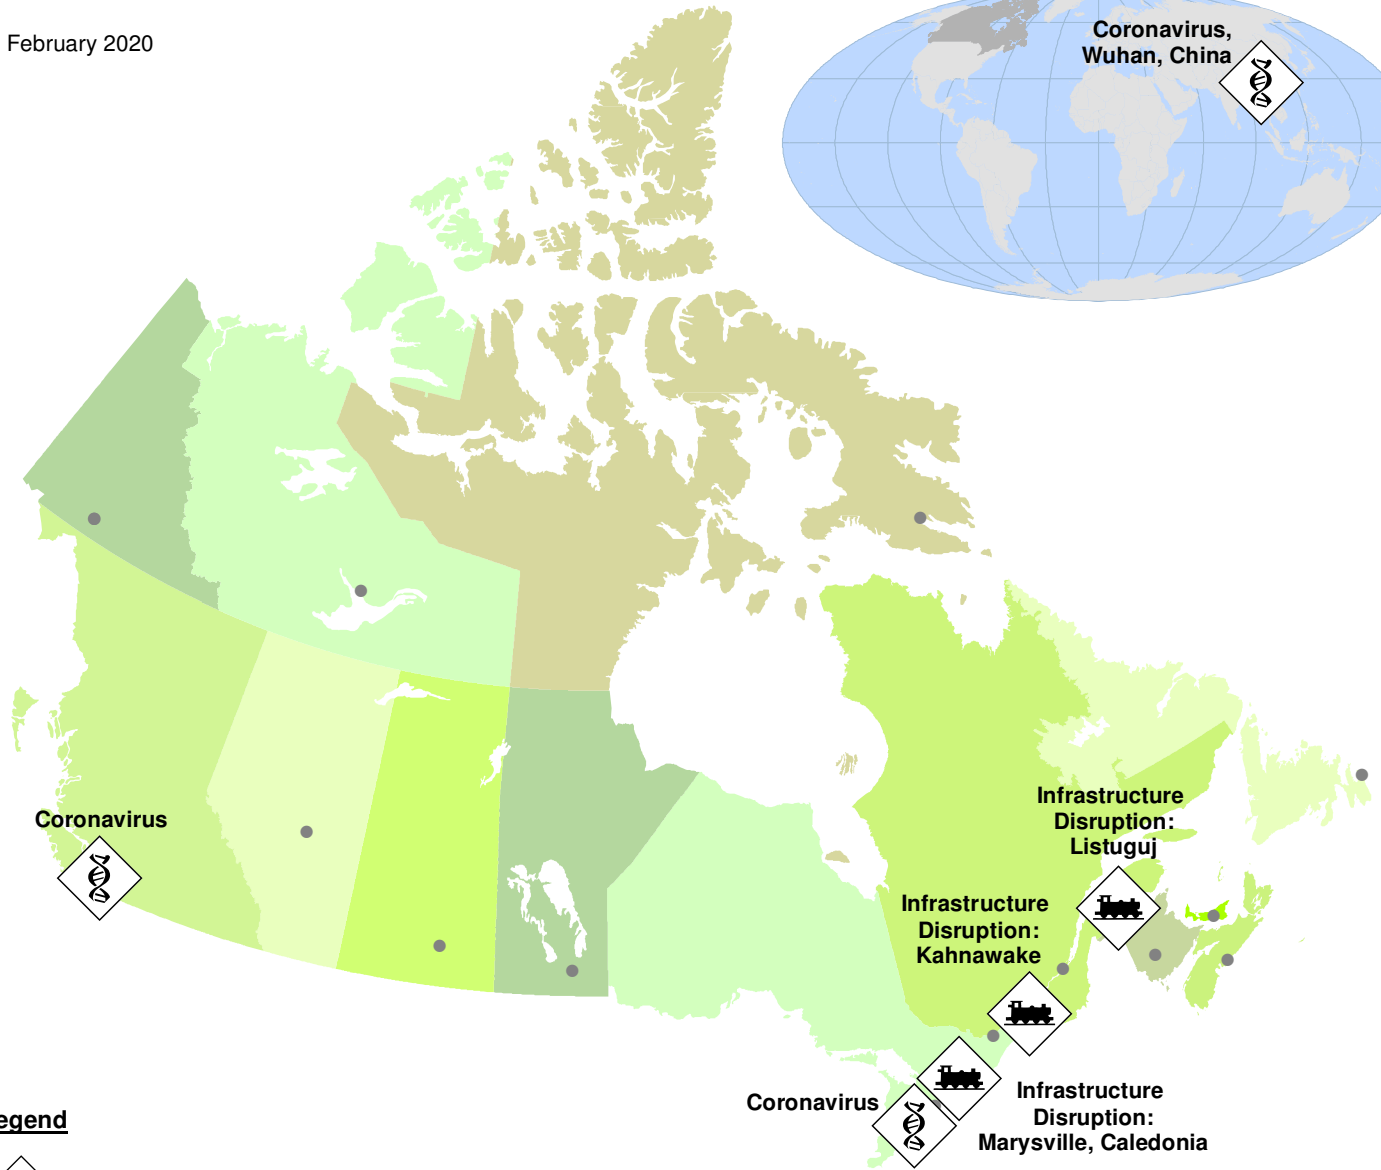 February 2020
Coronavirus,
Wuhan, China
Coronavirus
Infrastructure
Disruption:
Listuguj
Infrastructure
Disruption:
Kahnawake
Coronavirus
Infrastructure
Disruption:
Marysville, Caledonia
egend